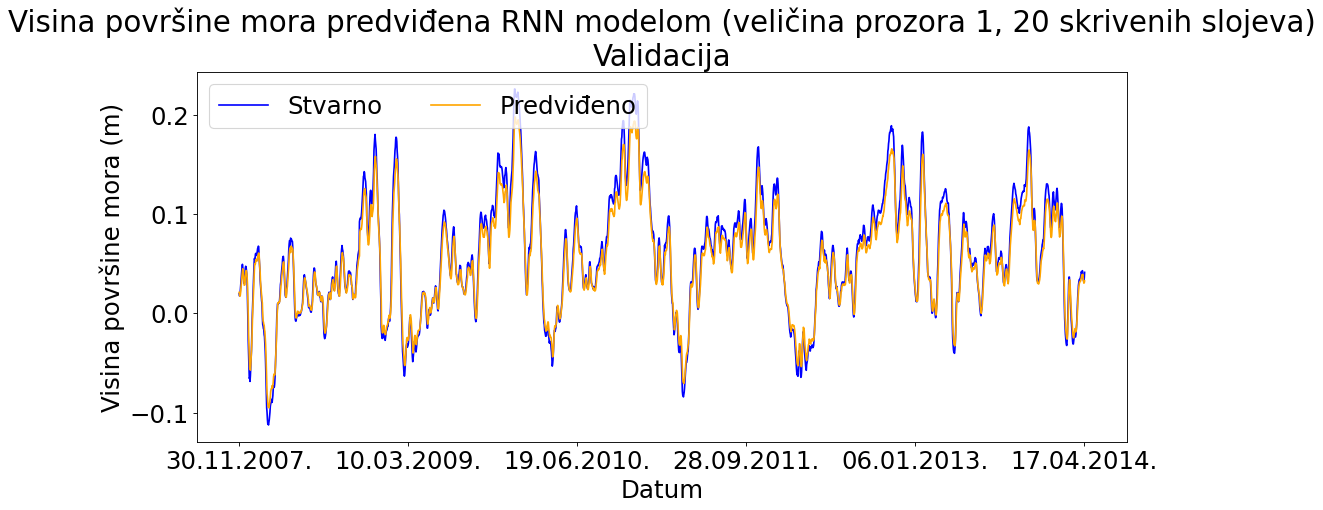 Visina površine mora predviđena RNN modelom (veličina prozora 1, 20 skrivenih slojeva)
Validacija
Stvarno Predviđeno
Visina površine mora (m)
0.2
0.1
0.0
−0.1
30.11.2007. 10.03.2009. 19.06.2010. 28.09.2011. 06.01.2013. 17.04.2014.
Datum